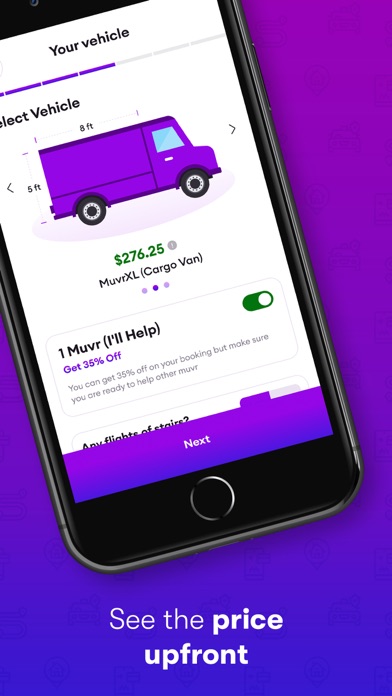 Your vehicle
elect Vehicle
8 ft
5 ft
$276.25
MuvrXL (Cargo Van)
1 Muvr (I'll Help)
Get 35% Off
You can get 35% off on your booking but make sure
you are ready to help other muvr
Any flights of stairs?
Next
See the price
upfront